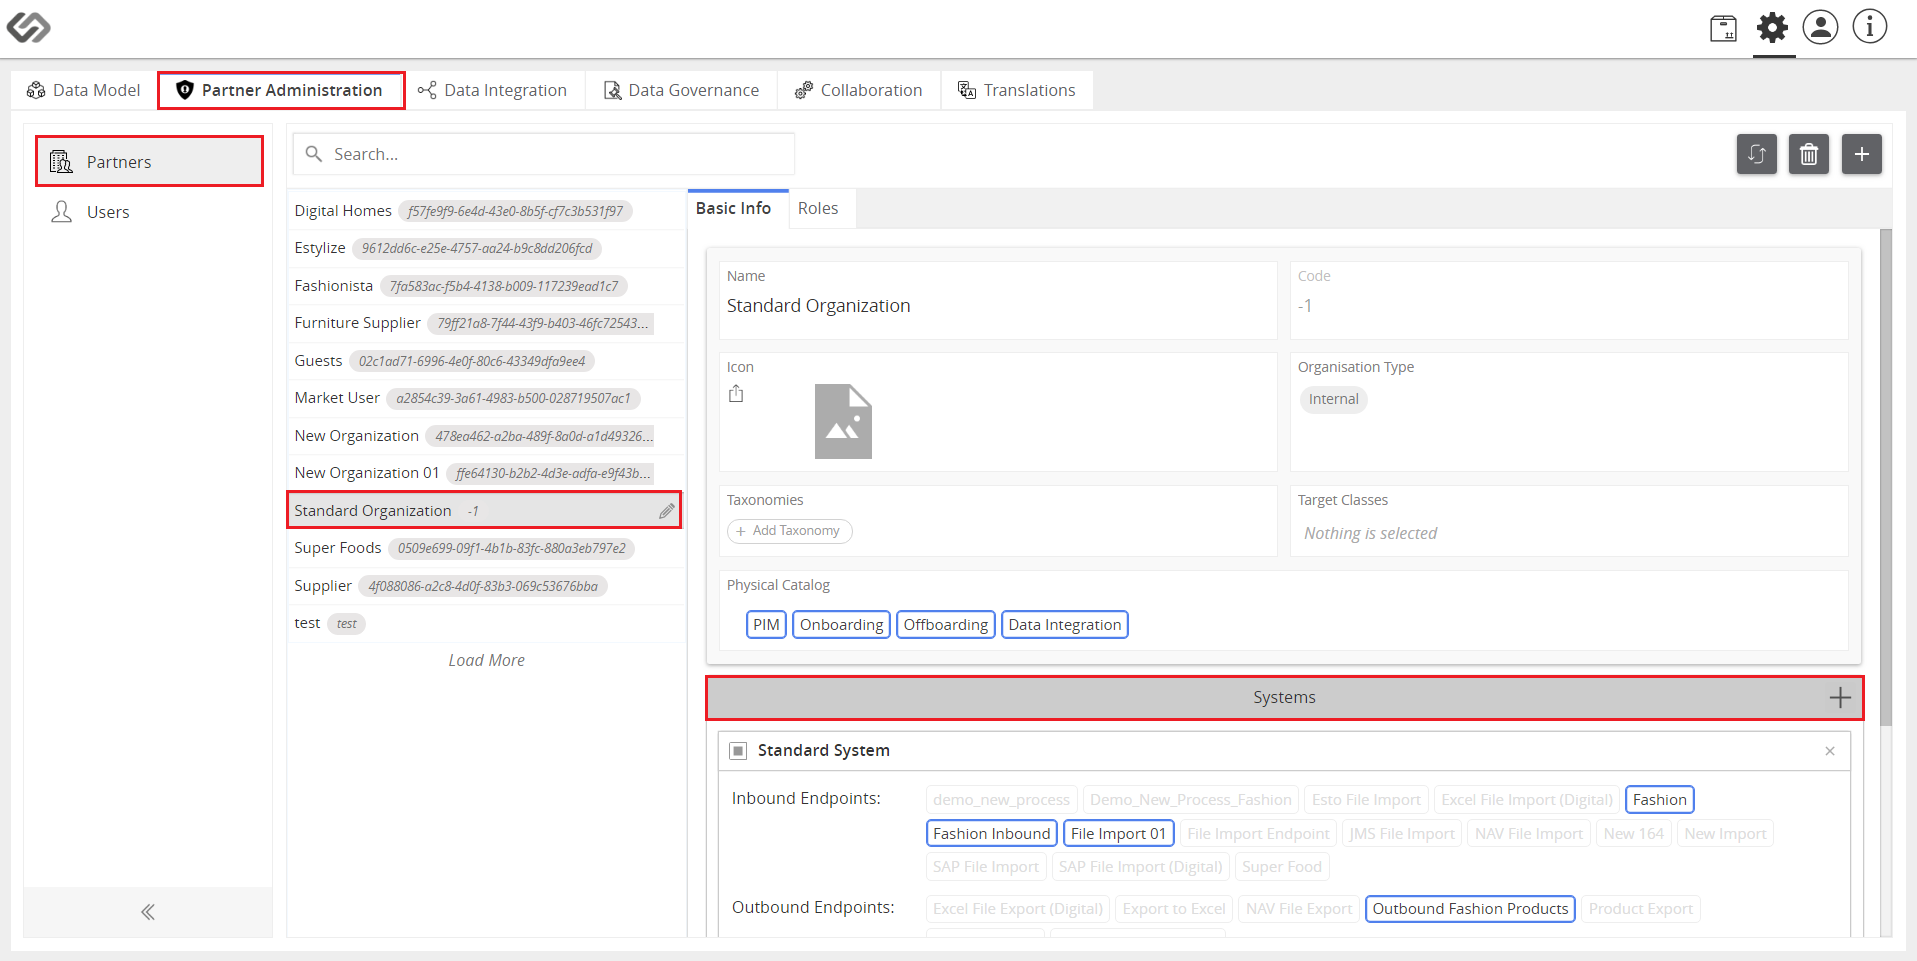 Data Model
Partner Administration
Data Integration
Data Governance
Collaboration
Translations
Partners
Users
Search...
Digital Homes f57fe9f9-6e4d-43e0-8b5f-cf7c3b531f97
Estylize 9612dd6c-e25e-4757-aa24-b9c8dd206fcd
Fashionista 7fa583ac-f5b4-4138-b009-117239ead1c7
Furniture Supplier 79ff21a8-7f44-43f9-b403-46fc72543...
Guests 02c1ad71-6996-4e0f-80c6-43349dfa9ee4
Market User a2854c39-3a61-4983-b500-028719507ac1
New Organization 478ea462-a2ba-489f-8a0d-a1d49326...
New Organization 01 ffe64130-b2b2-4d3e-adfa-e9f43b...
Standard Organization -1
Super Foods 0509e699-09f1-4b1b-83fc-880a3eb797e2
Supplier 4f088086-a2c8-4d0f-83b3-069c53676bba
test test
Load More
Basic Info
Roles
Name
Standard Organization
Code
-1
Icon
Organisation Type
Internal
Taxonomies
+ Add Taxonomy
Target Classes
Nothing is selected
Physical Catalog
PIM Onboarding Offboarding Data Integration
Systems
Standard System
Inbound Endpoints: demo_new_process Demo_New_Process_Fashion Esto File Import Excel File Import (Digital) Fashion
Fashion Inbound File Import 01 File Import Endpoint JMS File Import NAV File Import New 164 New Import
SAP File Import SAP File Import (Digital) Super Food
Outbound Endpoints: Excel File Export (Digital) Export to Excel NAV File Export Outbound Fashion Products Product Export